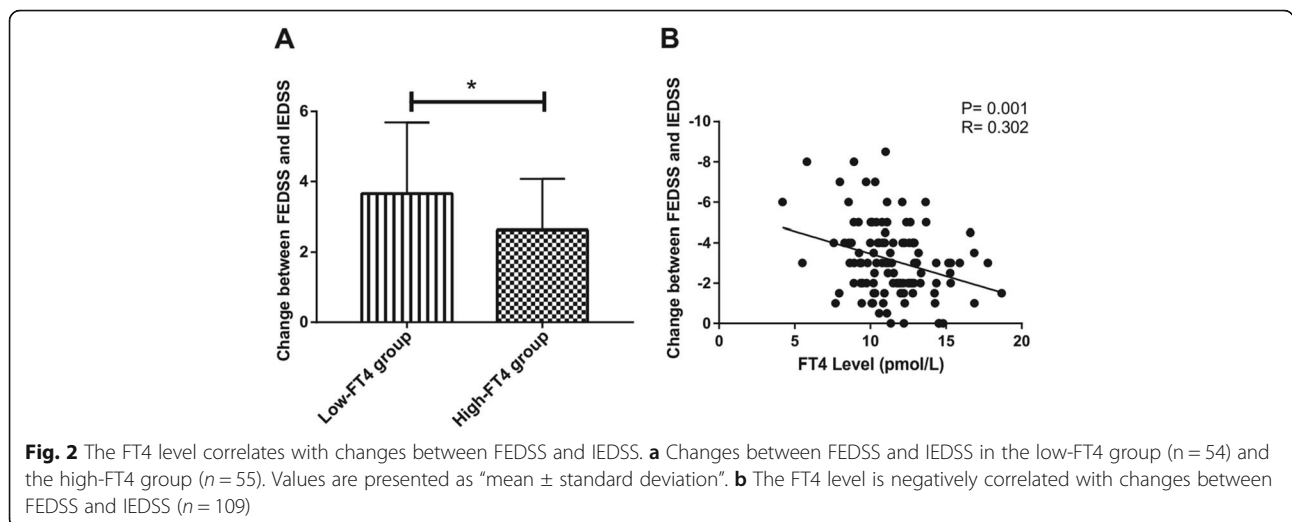 A
Change between FEDSS and IEDSS
6
4
2
0
*
Low-FT4 group
High-FT4 group
B
Change between FEDSS and IEDSS
-10
-8
-6
-4
-2
0
P= 0.001
R= 0.302
5
10
15
20
FT4 Level (pmol/L)
Fig. 2 The FT4 level correlates with changes between FEDSS and IEDSS. a Changes between FEDSS and IEDSS in the low-FT4 group (n = 54) and
the high-FT4 group (n = 55). Values are presented as “mean ± standard deviation”. b The FT4 level is negatively correlated with changes between
FEDSS and IEDSS (n = 109)